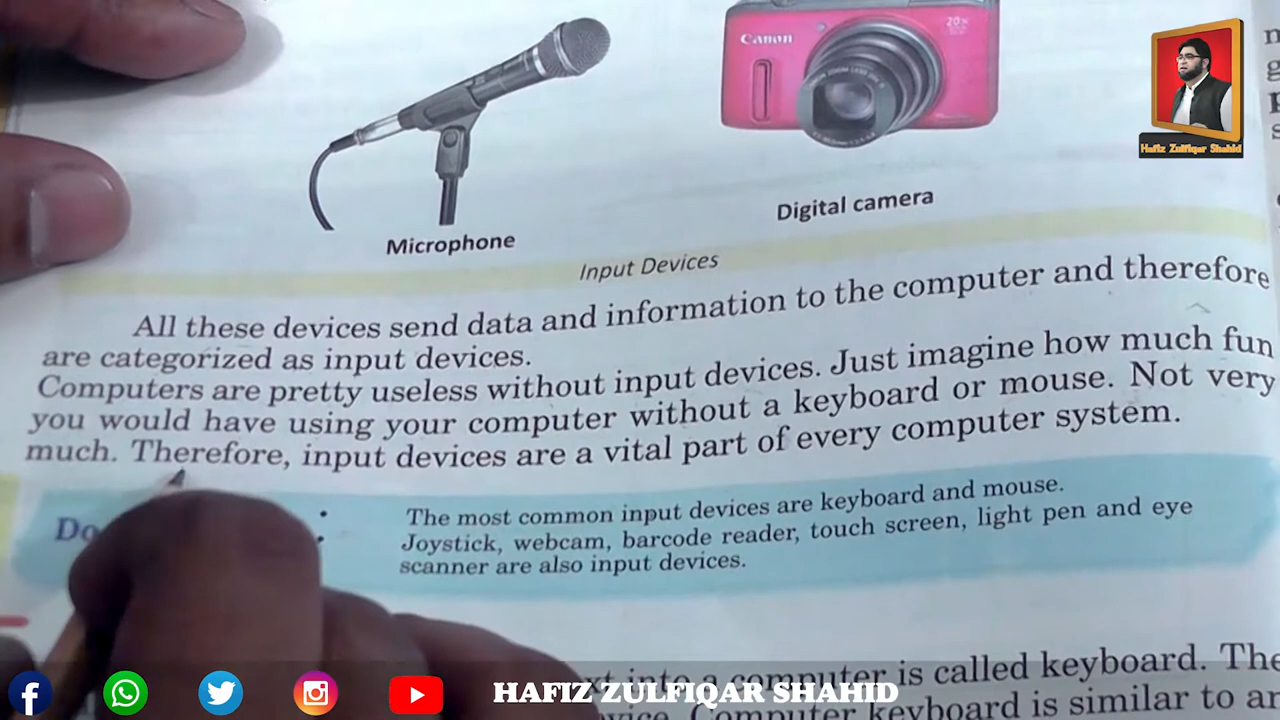 Canon
20x
Hafiz Zulfiqar Shahid
Microphone
Digital camera
Input Devices
All these devices send data and information to the computer and therefore
are categorized as input devices.
Computers are pretty useless without input devices. Just imagine how much fun
you would have using your computer without a keyboard or mouse. Not very
much. Therefore, input devices are a vital part of every computer system.
Do
• The most common input devices are keyboard and mouse.
• Joystick, webcam, barcode reader, touch screen, light pen and eye
scanner are also input devices.
into a computer is called keyboard. The
Computer keyboard is similar to an
HAFIZ ZULFIQAR SHAHID